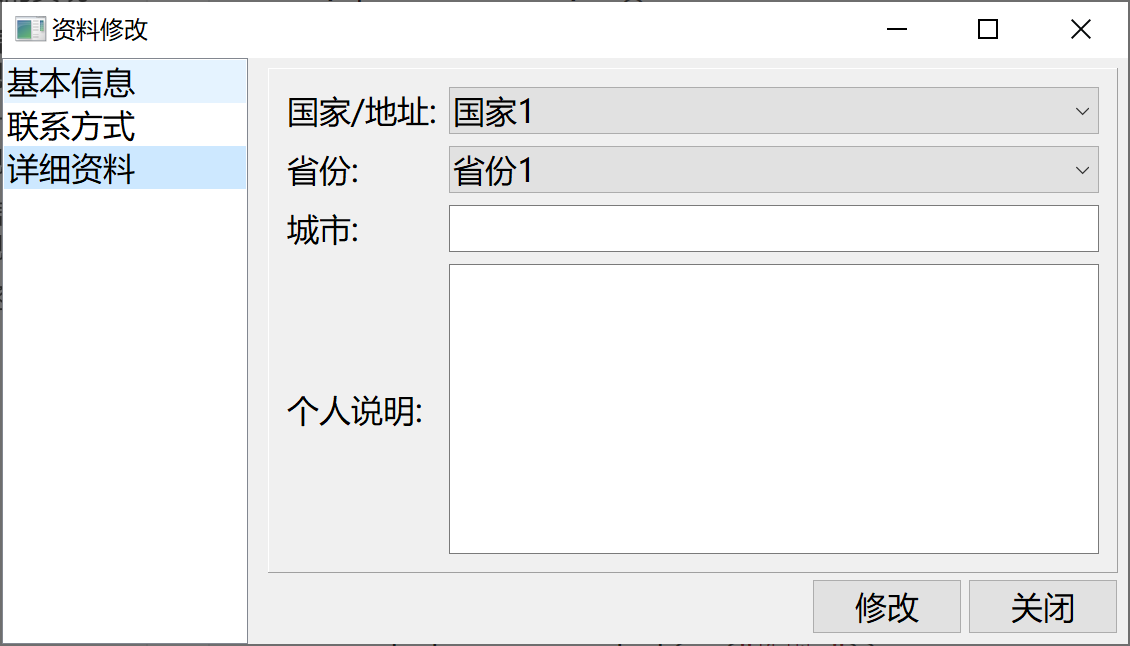 资料修改
基本信息
联系方式
详细资料
国家/地址: 国家1
省份: 省份1
城市:
个人说明:
修改 关闭